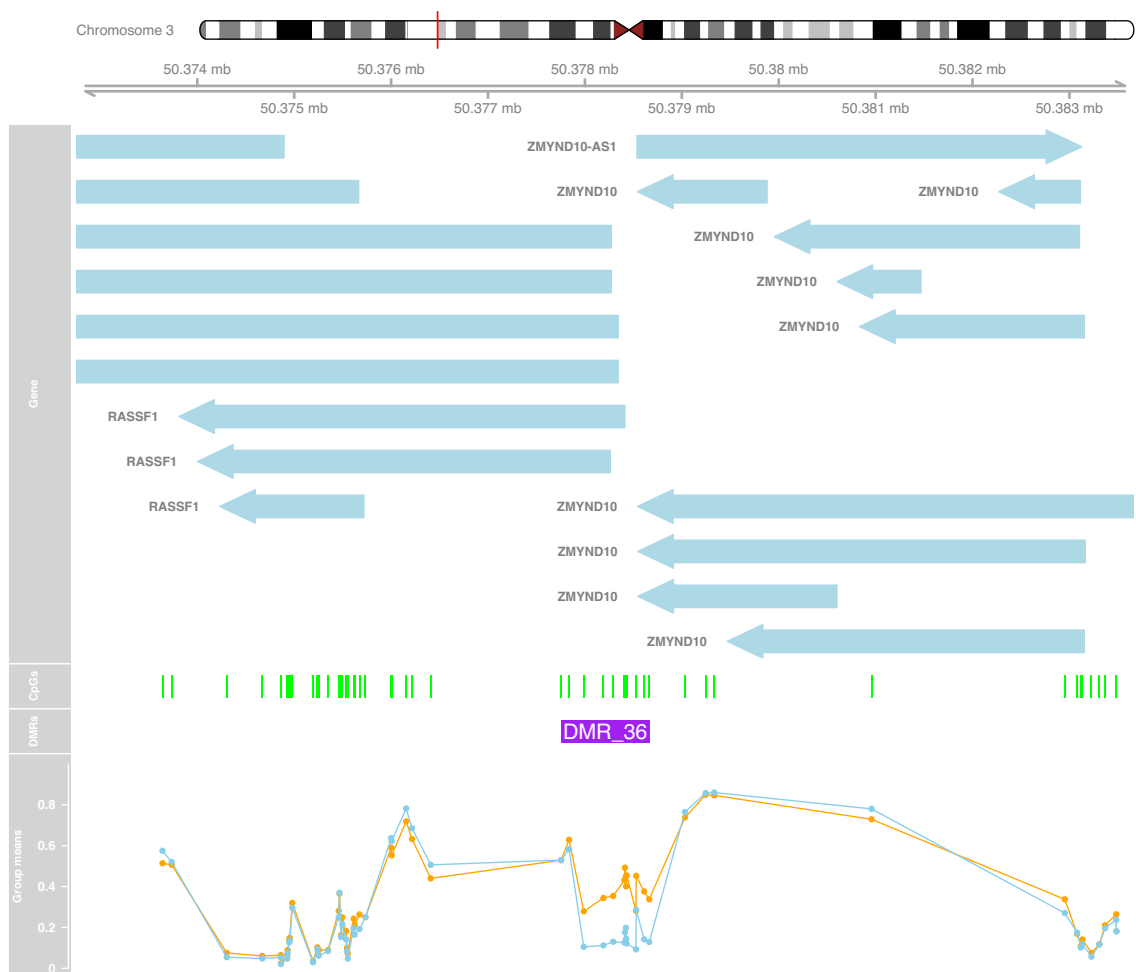 Chromosome 3
50.374 mb
50.376 mb
50.378 mb
50.38 mb
50.382 mb
50.375 mb
50.377 mb
50.379 mb
50.381 mb
50.383 mb
Gene
ZMYND10-AS1
ZMYND10
ZMYND10
ZMYND10
ZMYND10
ZMYND10
RASSF1
RASSF1
RASSF1
ZMYND10
ZMYND10
ZMYND10
ZMYND10
CpGs
DMRs
DMR_36
Group means
0.8
0.6
0.4
0.2
0